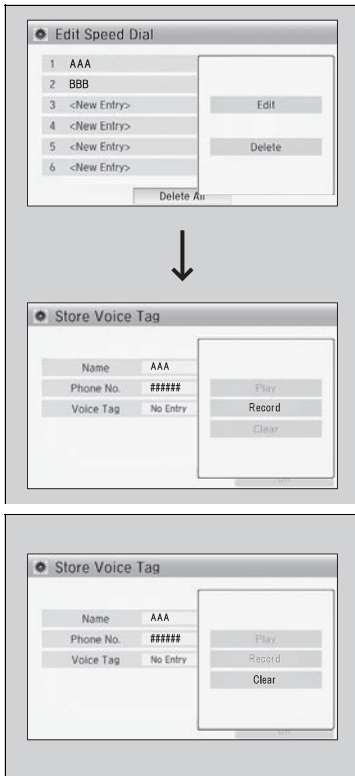 Edit Speed Dial
1 AAA
2 BBB
3 <New Entry>
4 <New Entry>
5 <New Entry>
6 <New Entry>
Edit
Delete
Delete All
Store Voice Tag
Name AAA
Phone No. ######
Voice Tag No Entry
Play
Record
Clear
Store Voice Tag
Name AAA
Phone No. ######
Voice Tag No Entry
Play
Record
Clear